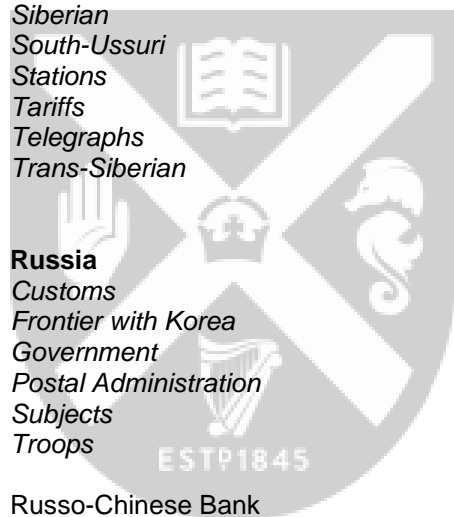 Siberian
South-Ussuri
Stations
Tariffs
Telegraphs
Trans-Siberian
Russia
Customs
Frontier with Korea
Government
Postal Administration
Subjects
Troops
ESTD1845
Russo-Chinese Bank